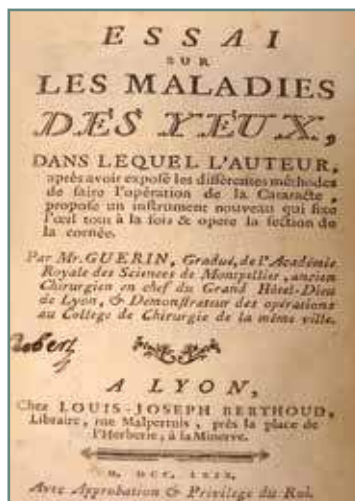 ESSAI
SUR
LES MALADIES
DES YEUX,
DANS LEQUEL L'AUTEUR,
après avoir exposé les différentes méthodes
de faire l'opération de la Cataracte,
propose un instrument nouveau qui fixe
l'œil tout à la fois & opere la section de
la cornée.
Par Mr. GUERIN, Gradué, de l'Académie
Royale des Sciences de Montpellier, ancien
Chirurgien en chef du Grand Hôtel-Dieu
de Lyon, & Démonstrateur des opérations
au College de Chirurgie de la même ville.
A LYON,
Chez LOUIS-JOSEPH BERTHOUD,
Libraire, rue Malpertuis, près la place de
l'Herberie, à la Minerve.
M. DCC. LXIX.
Avec Approbation & Privilege du Roi.